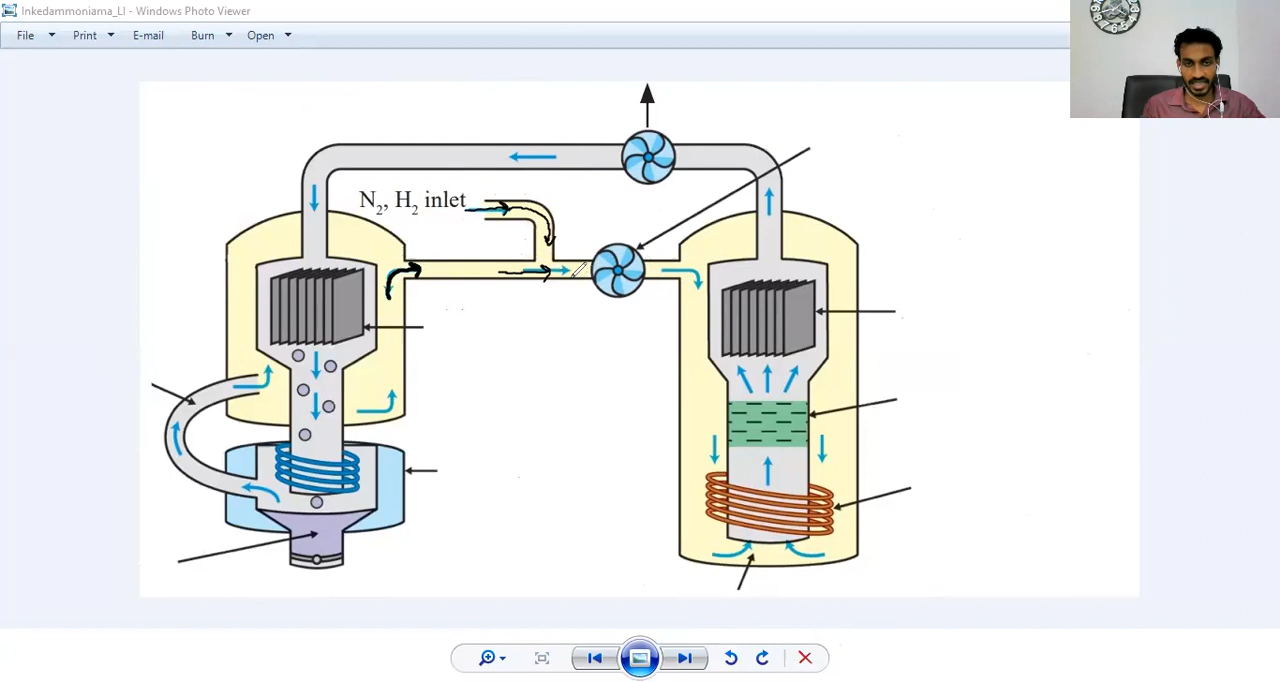 Inkedammoniama_LI - Windows Photo Viewer
File Print E-mail Burn Open
N₂, H₂ inlet